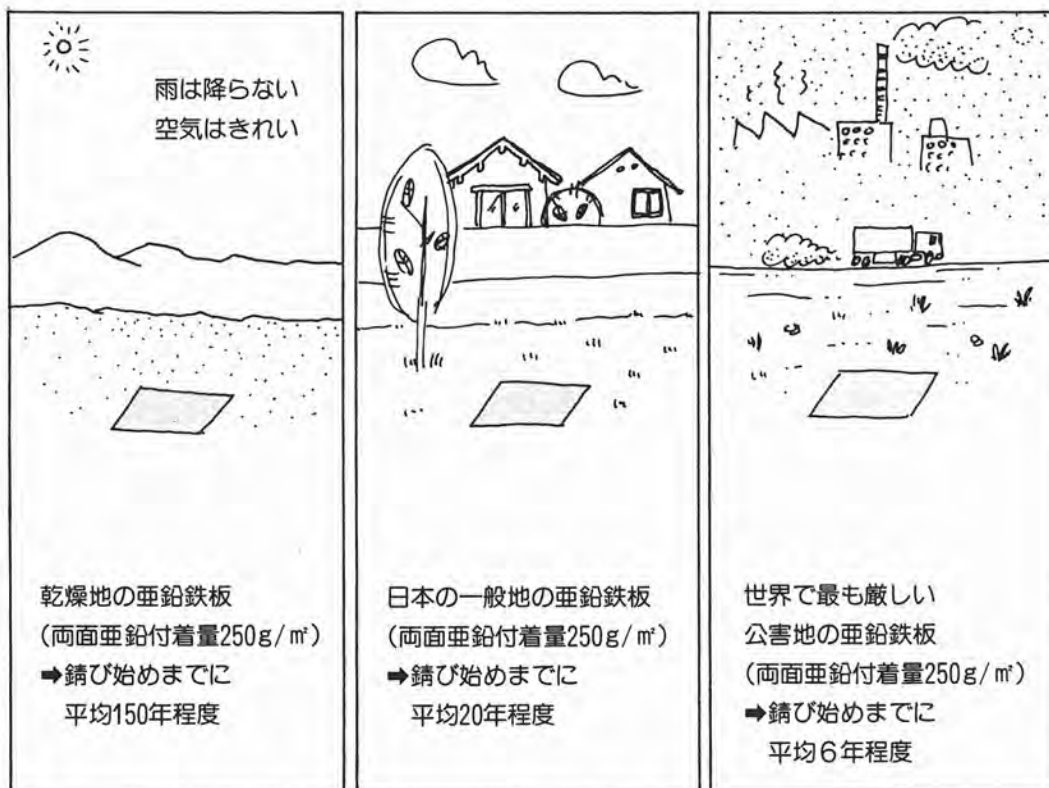 雨は降らない
空気はきれい
乾燥地の亜鉛鉄板
(両面亜鉛付着量250g/㎡)
➡錆び始めまでに
平均150年程度
日本の一般地の亜鉛鉄板
(両面亜鉛付着量250g/㎡)
➡錆び始めまでに
平均20年程度
世界で最も厳しい
公害地の亜鉛鉄板
(両面亜鉛付着量250g/㎡)
➡錆び始めまでに
平均6年程度